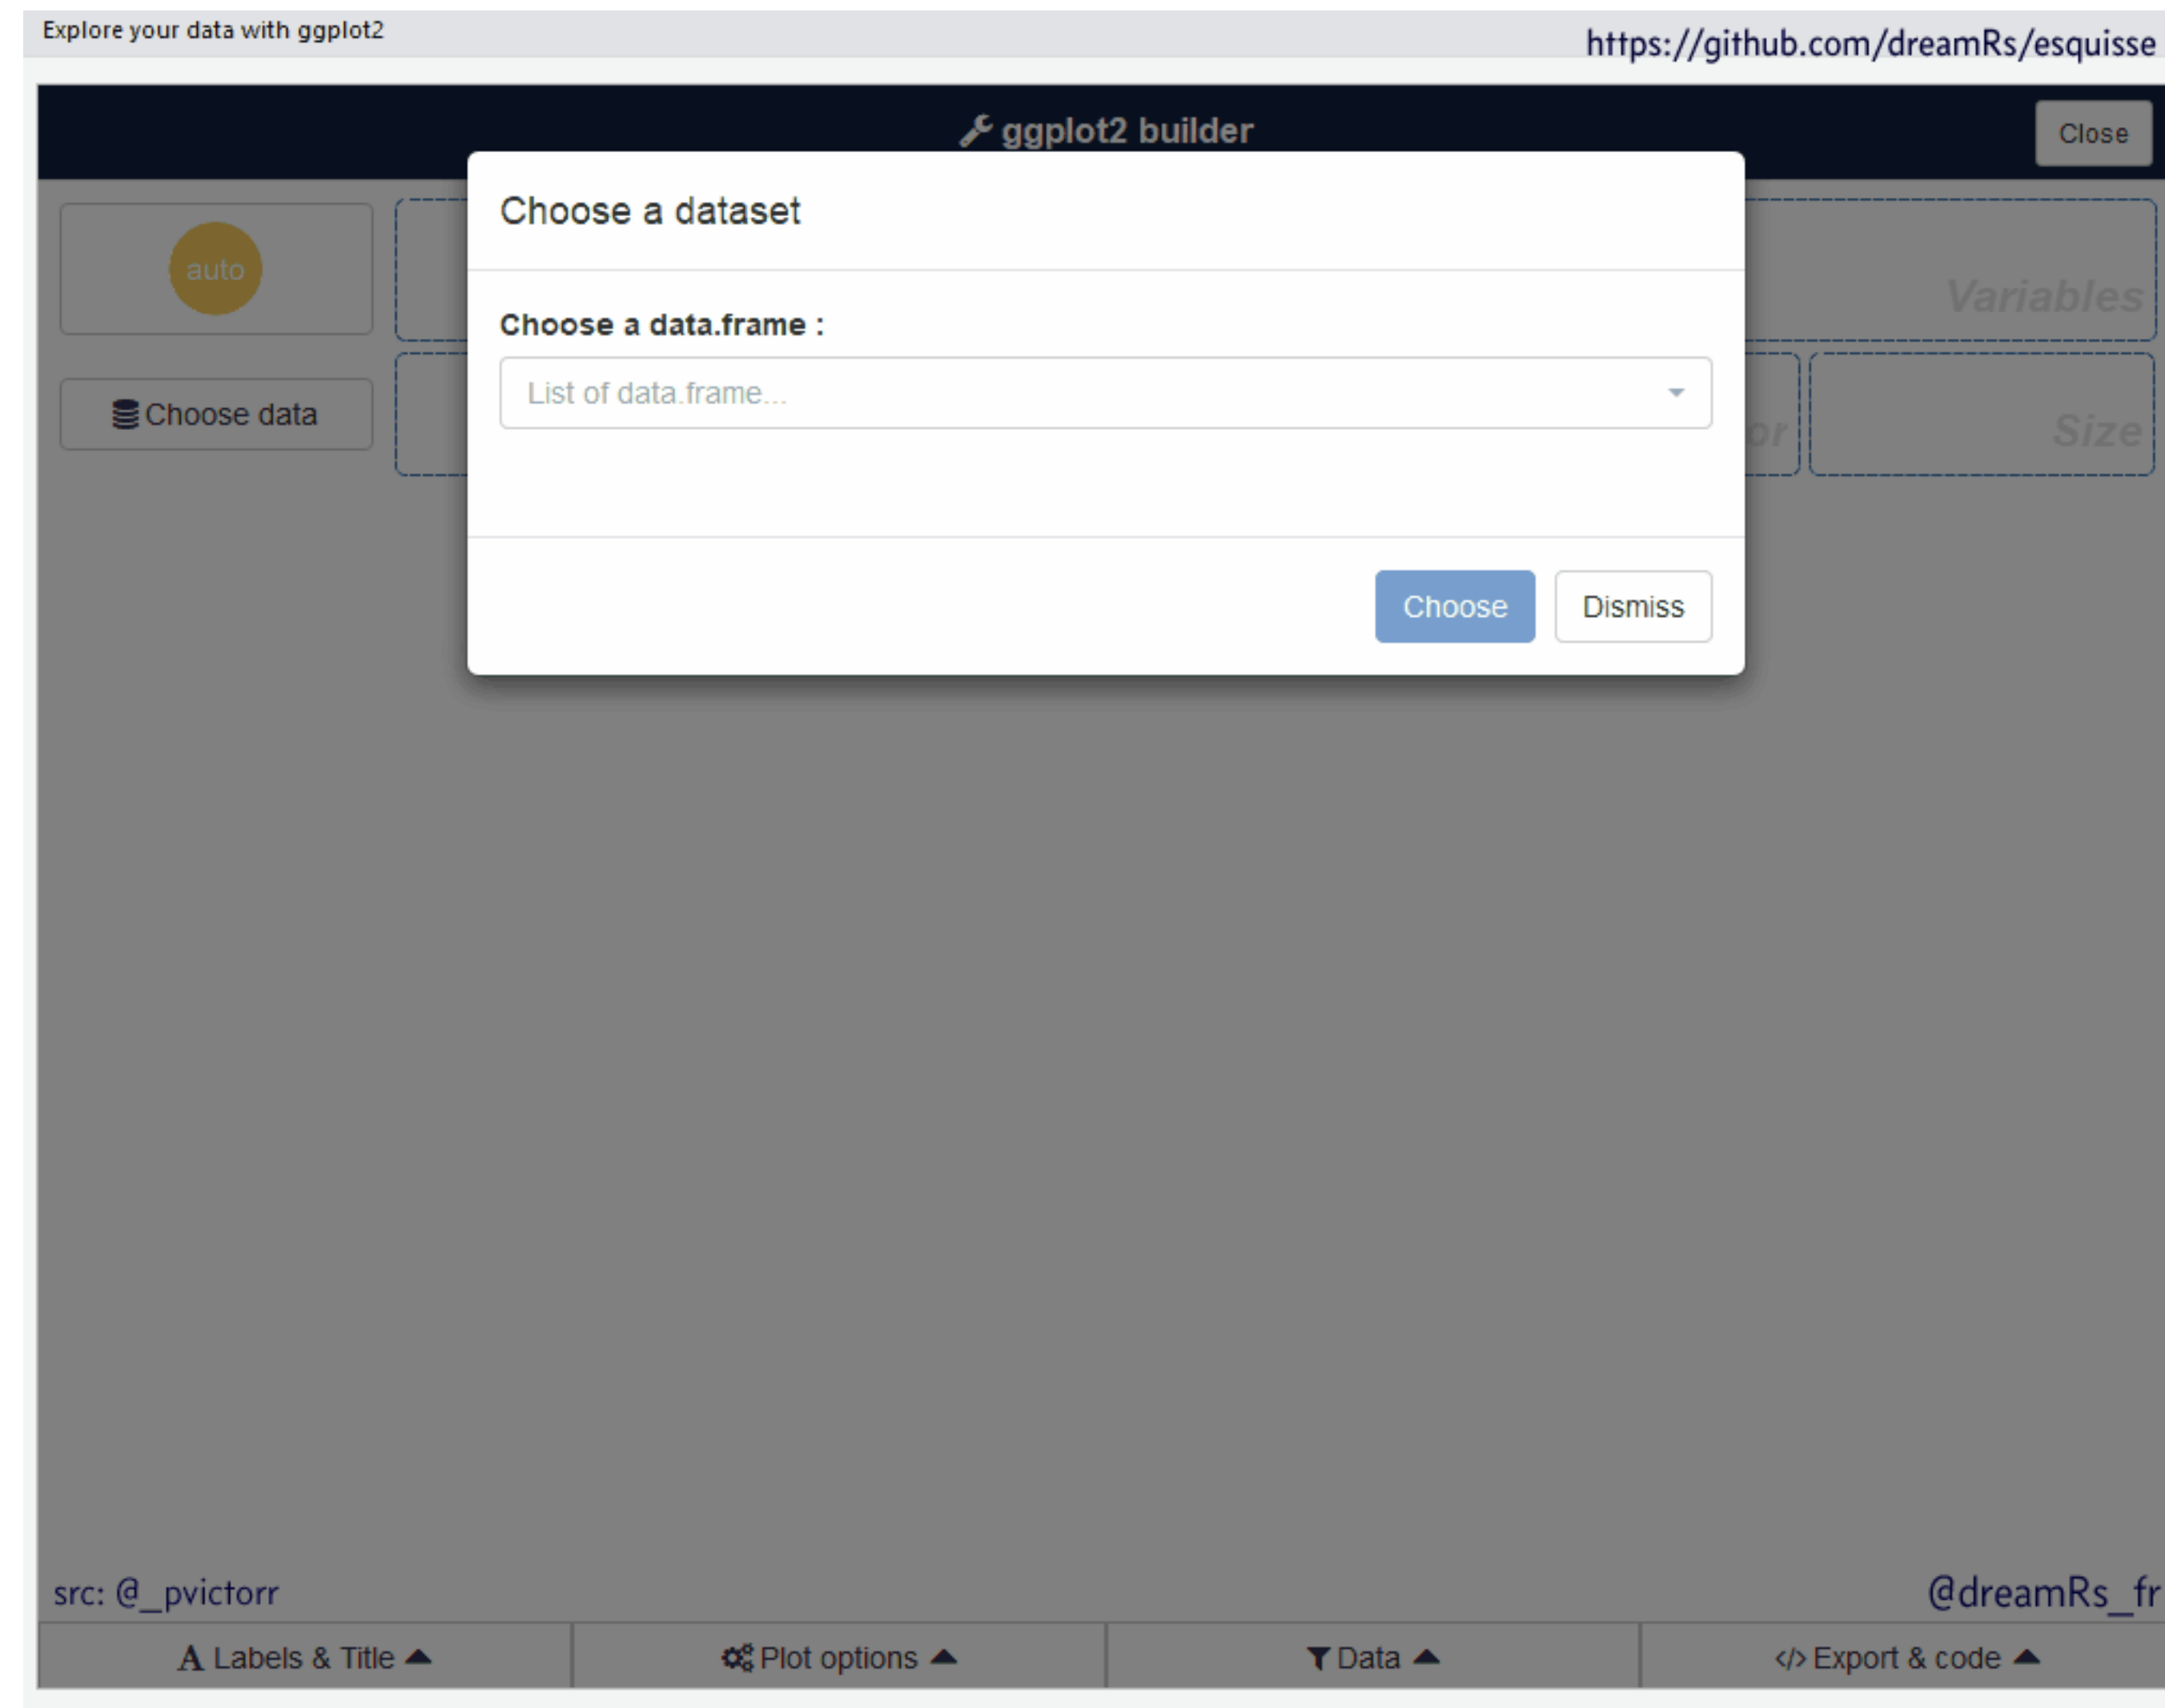 Explore your data with ggplot2
https://github.com/dreamRs/esquisse
ggplot2 builder
Close
Choose a dataset
auto
Variables
Choose a data.frame :
List of data.frame...
Choose data
or
Size
Choose
Dismiss
src: @_pvictorr
@dreamRs_fr
Labels & Title
Plot options
Data
</> Export & code